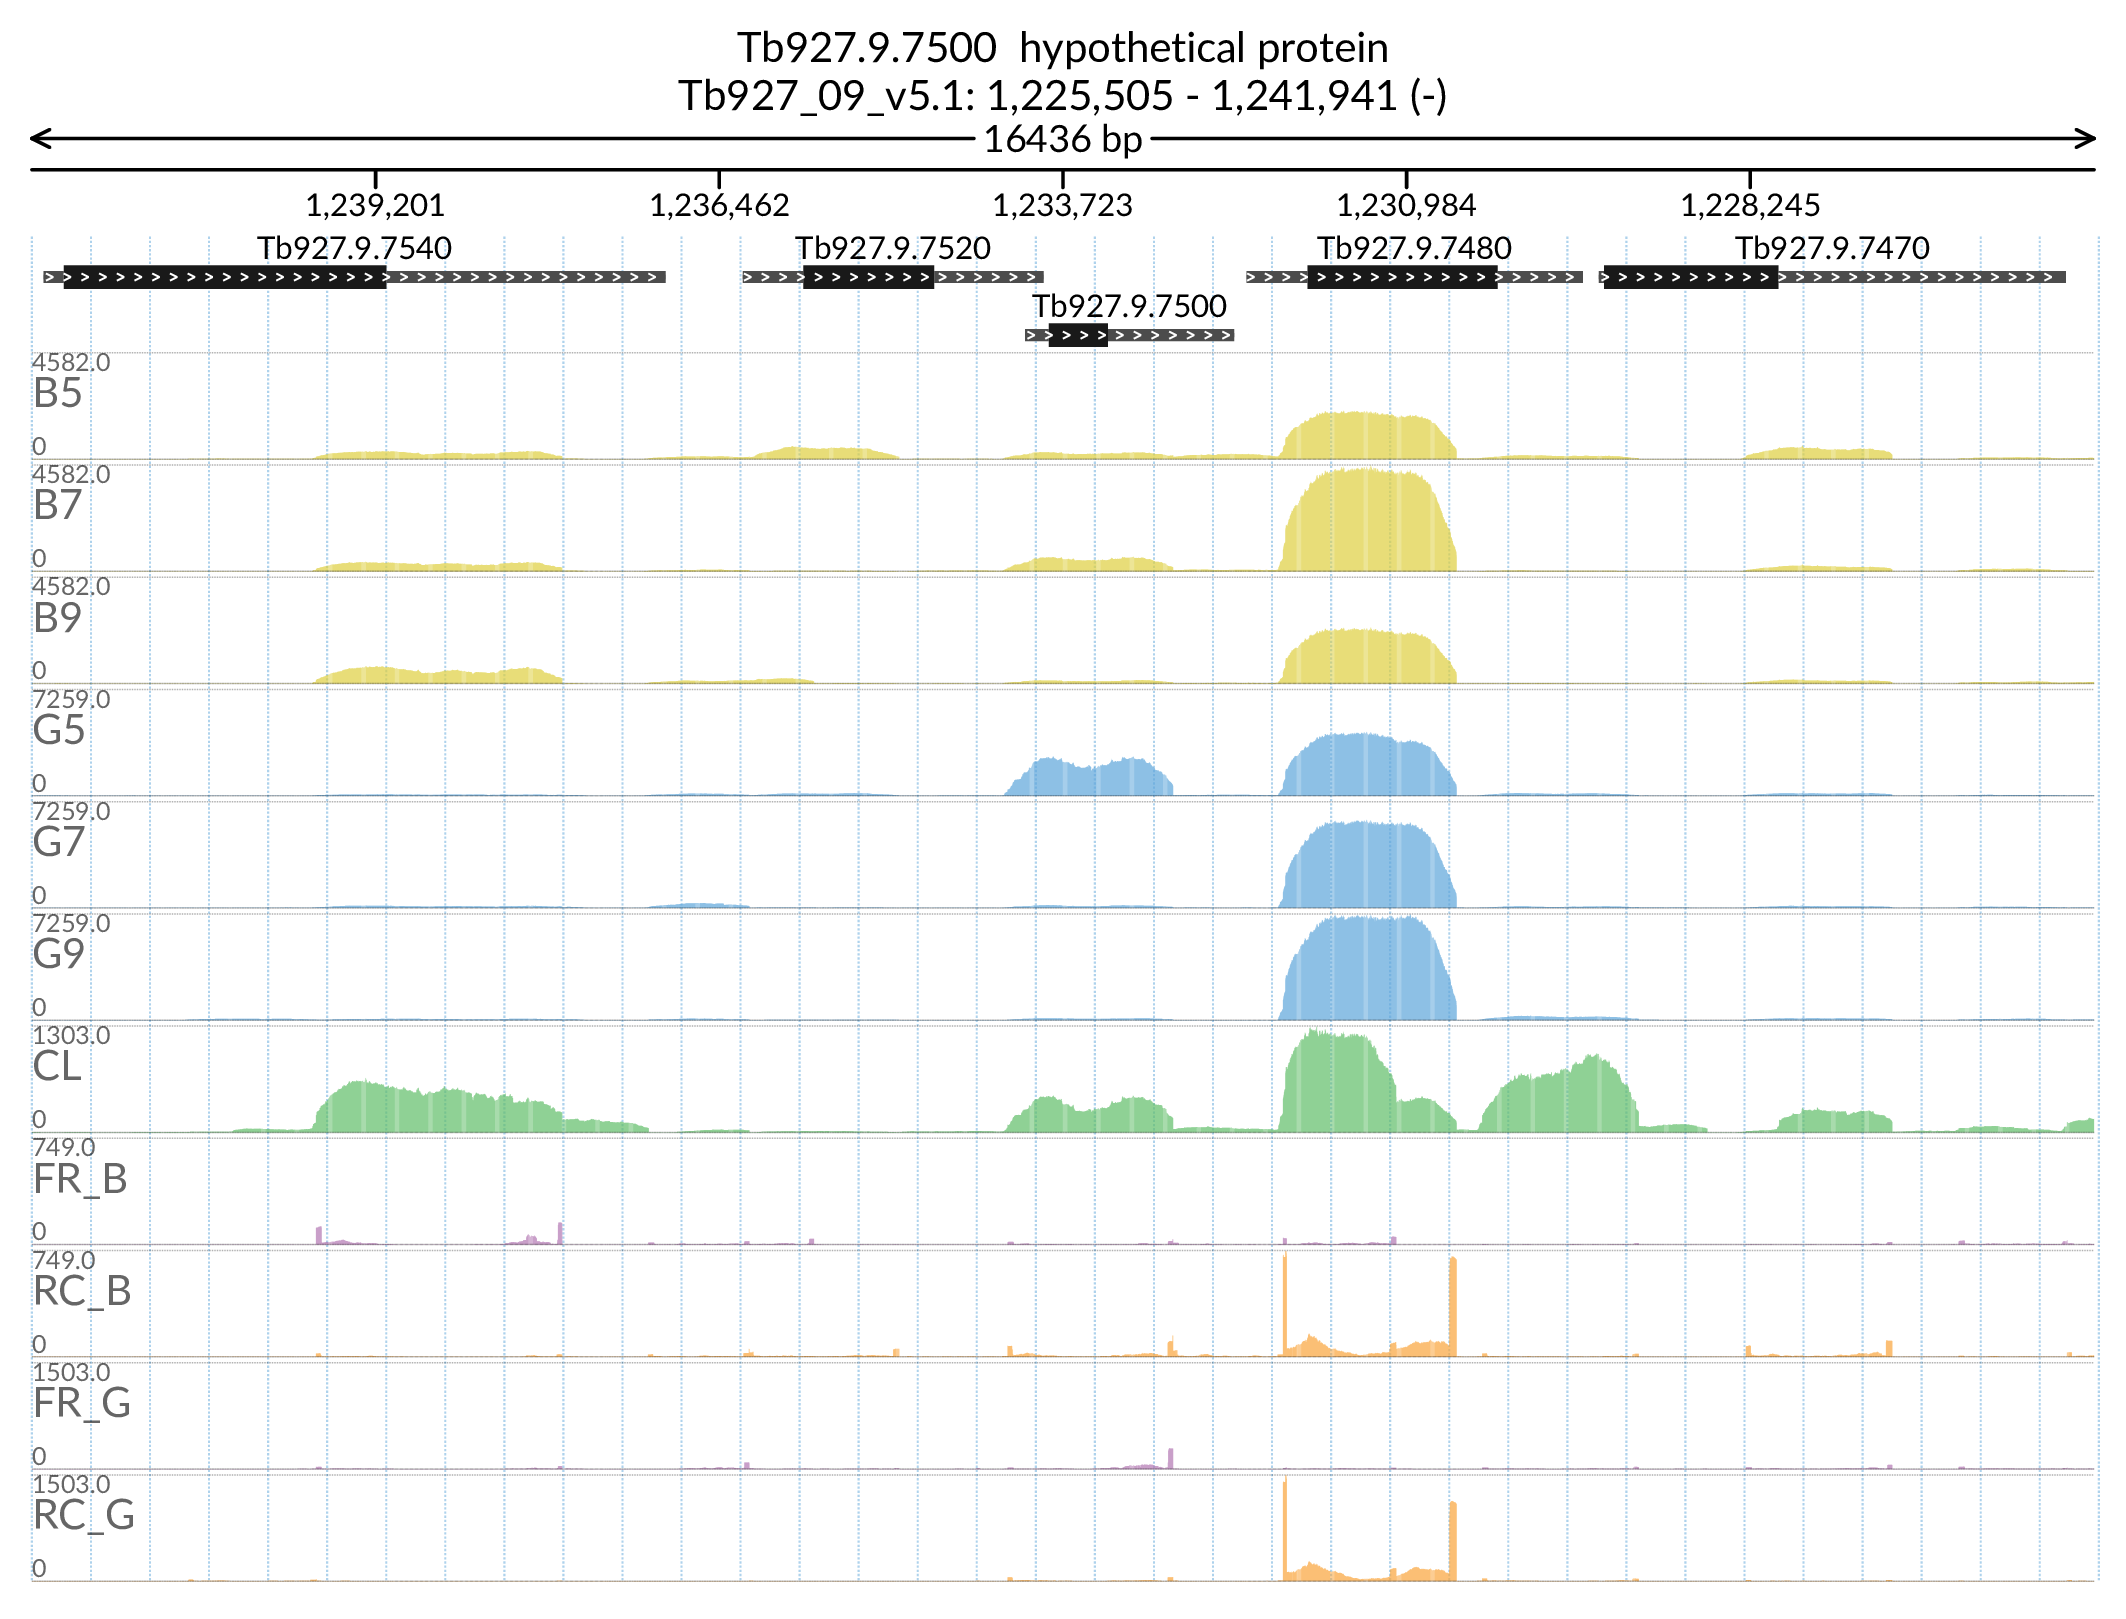 Tb927.9.7500 hypothetical protein
Tb927_09_v5.1: 1,225,505 - 1,241,941 (-)
16436 bp
1,239,201 1,236,462 1,233,723 1,230,984 1,228,245
Tb927.9.7540 Tb927.9.7520 Tb927.9.7480 Tb927.9.7470
Tb927.9.7500
4582.0
B5
0
4582.0
B7
0
4582.0
B9
0
7259.0
G5
0
7259.0
G7
0
7259.0
G9
0
1303.0
CL
0
749.0
FR_B
0
749.0
RC_B
0
1503.0
FR_G
0
1503.0
RC_G
0